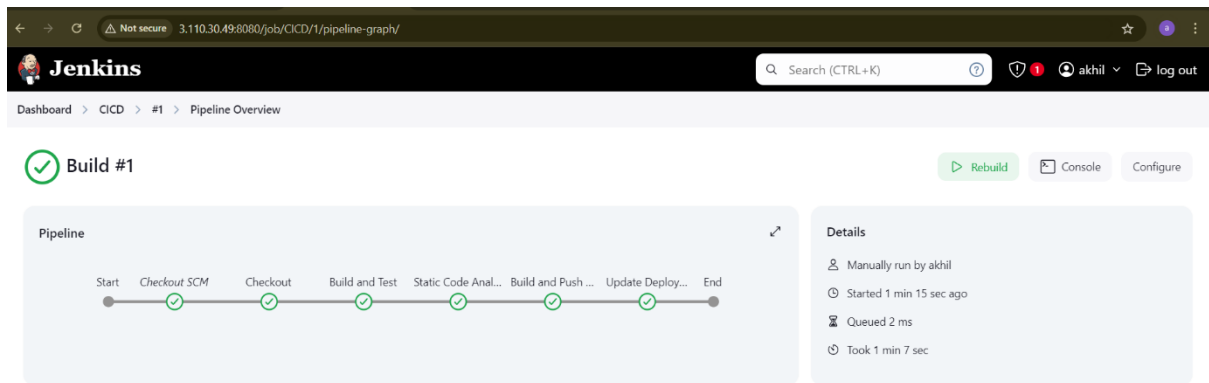 Not secure 3.110.30.49:8080/job/CICD/1/pipeline-graph/ a
Jenkins Search (CTRL+K) ? 1 akhil log out
Dashboard > CICD > #1 > Pipeline Overview
Build #1 Rebuild Console Configure
Pipeline
Start Checkout SCM Checkout Build and Test Static Code Anal... Build and Push ... Update Deploy... End
Details
Manually run by akhil
Started 1 min 15 sec ago
Queued 2 ms
Took 1 min 7 sec